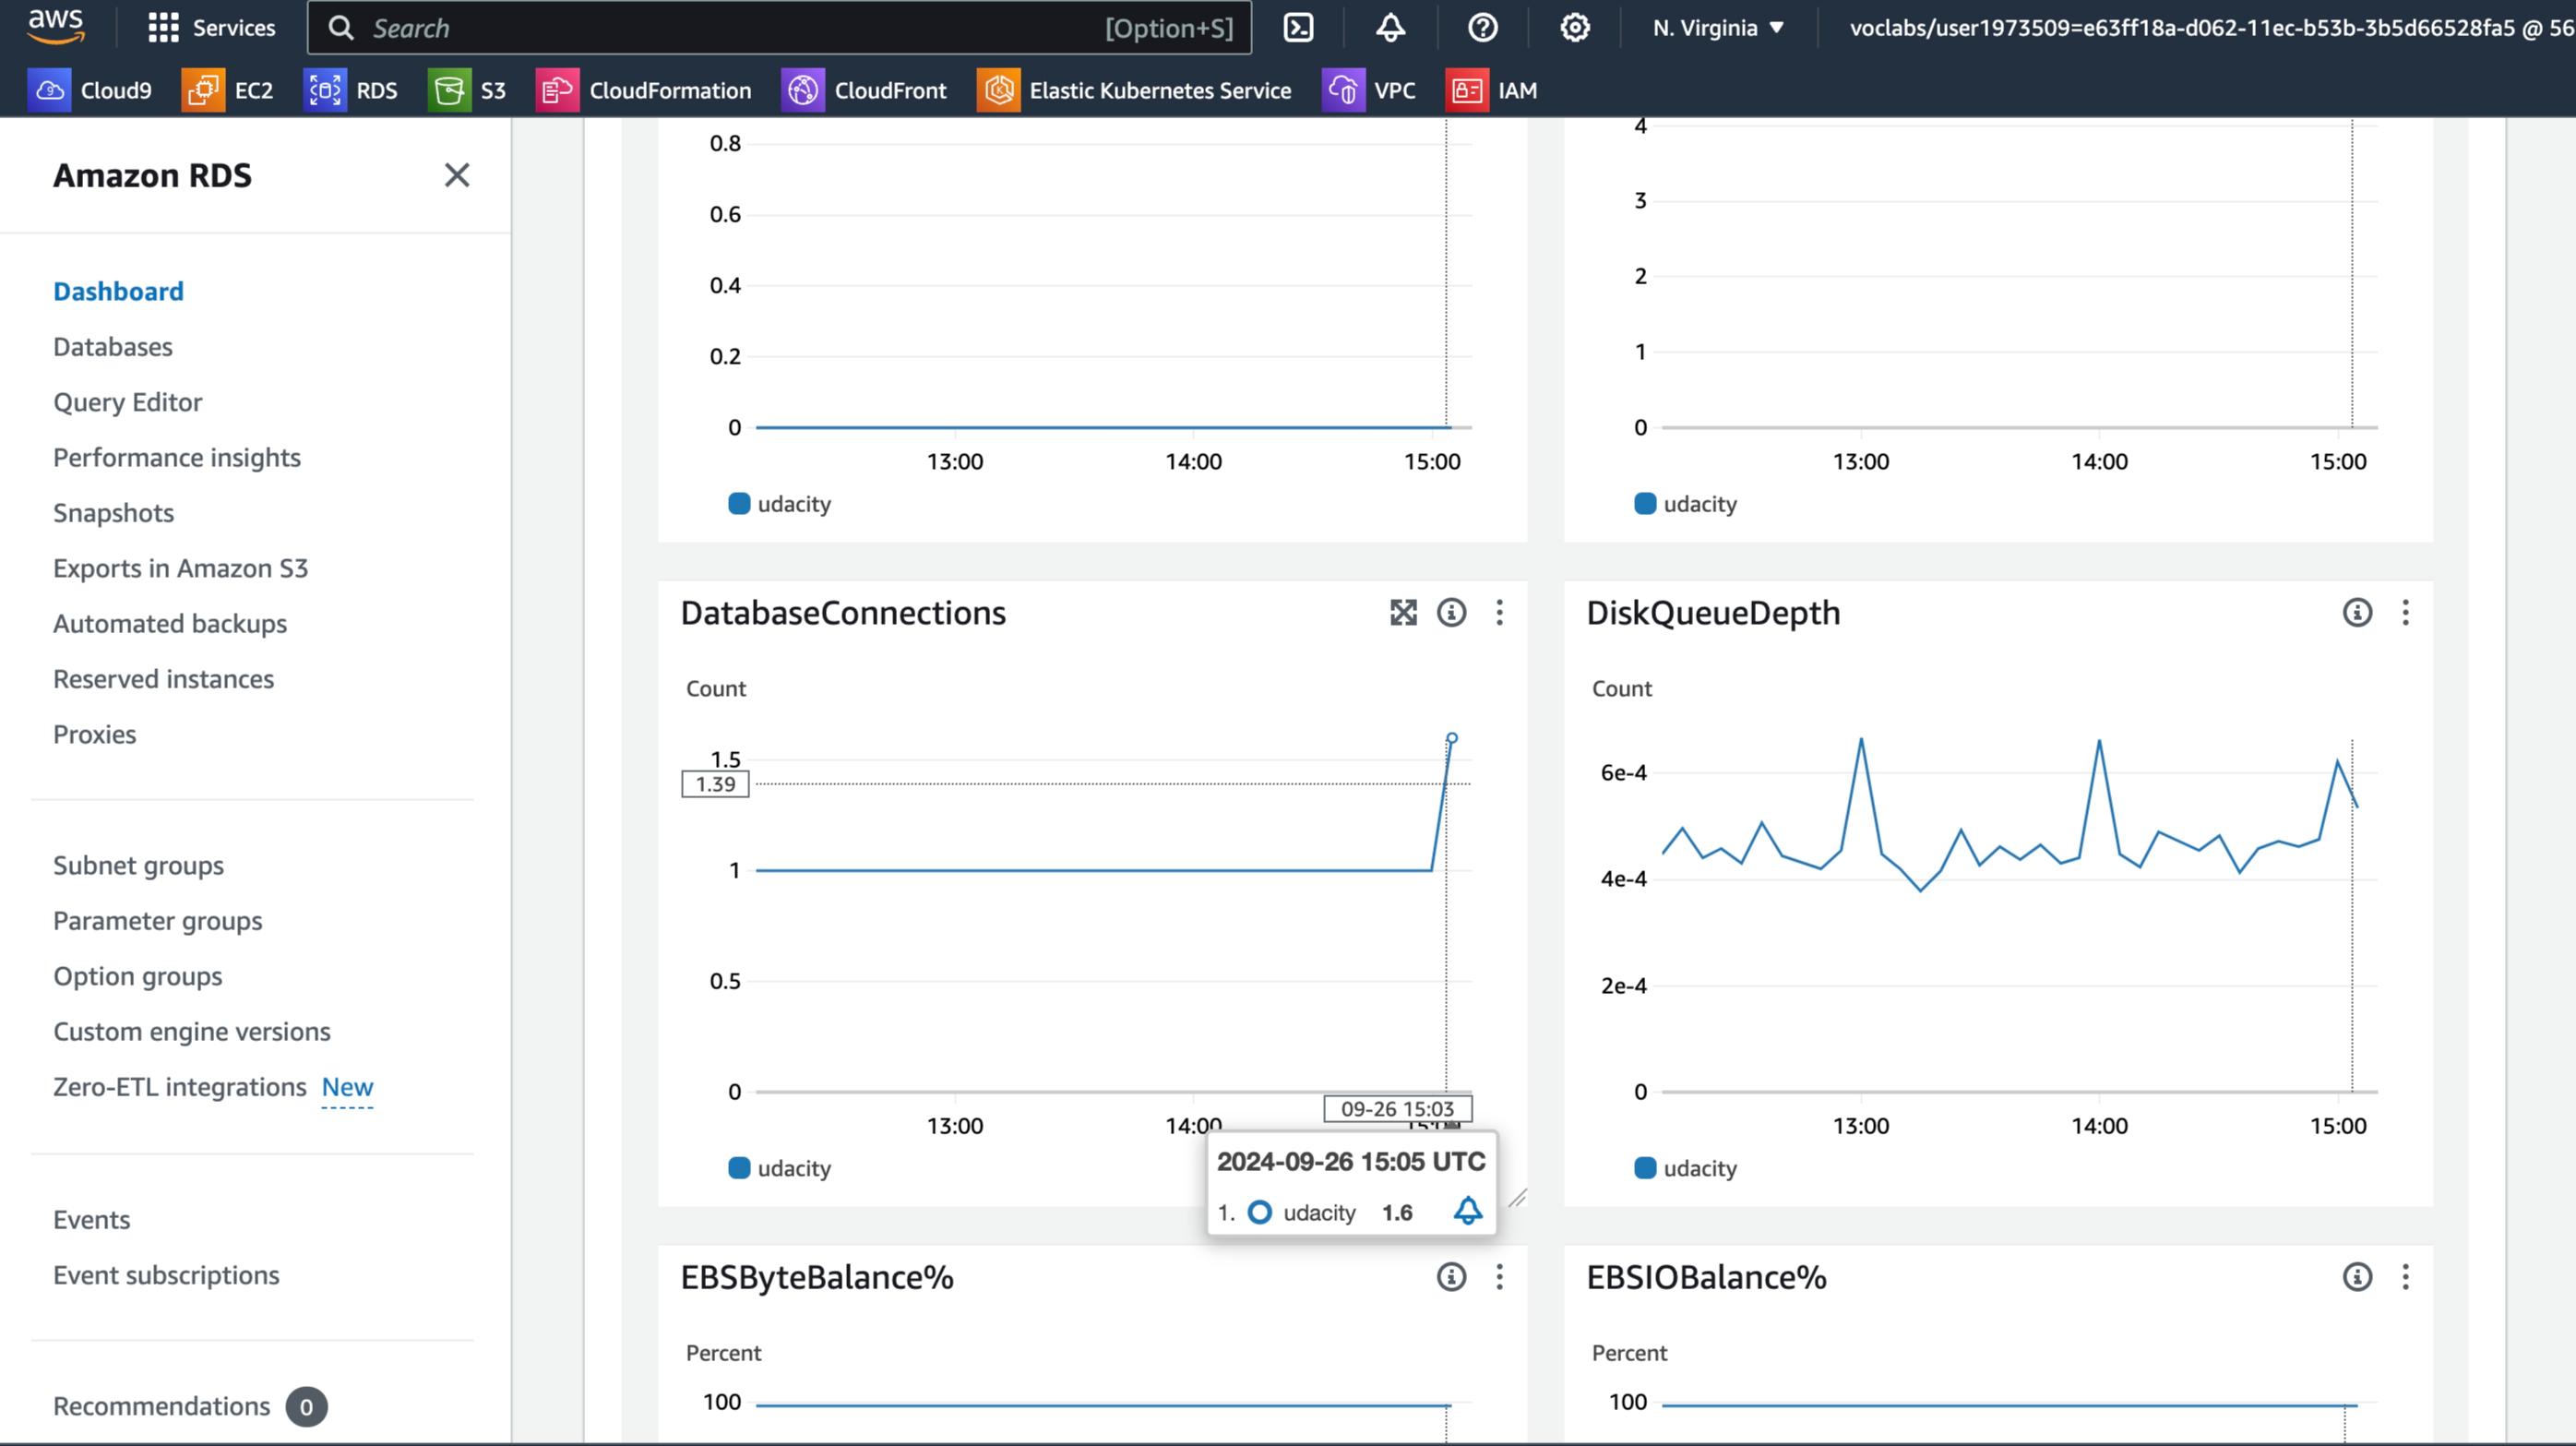 aws Services Search [Option+S] N. Virginia voclabs/user1973509=e63ff18a-d062-11ec-b53b-3b5d66528fa5 @ 56
Cloud9 EC2 RDS S3 CloudFormation CloudFront Elastic Kubernetes Service VPC IAM
Amazon RDS
Dashboard
Databases
Query Editor
Performance insights
Snapshots
Exports in Amazon S3
Automated backups
Reserved instances
Proxies
Subnet groups
Parameter groups
Option groups
Custom engine versions
Zero-ETL integrations New
Events
Event subscriptions
Recommendations 0
0.8
0.6
0.4
0.2
0
13:00 14:00 15:00
udacity
4
3
2
1
0
13:00 14:00 15:00
udacity
DatabaseConnections
Count
1.5
1.39
1
0.5
0
09-26 15:03
13:00 14:00 15:00
udacity
2024-09-26 15:05 UTC
1. udacity 1.6
DiskQueueDepth
Count
6e-4
4e-4
2e-4
0
13:00 14:00 15:00
udacity
EBSByteBalance%
Percent
100
EBSIOBalance%
Percent
100